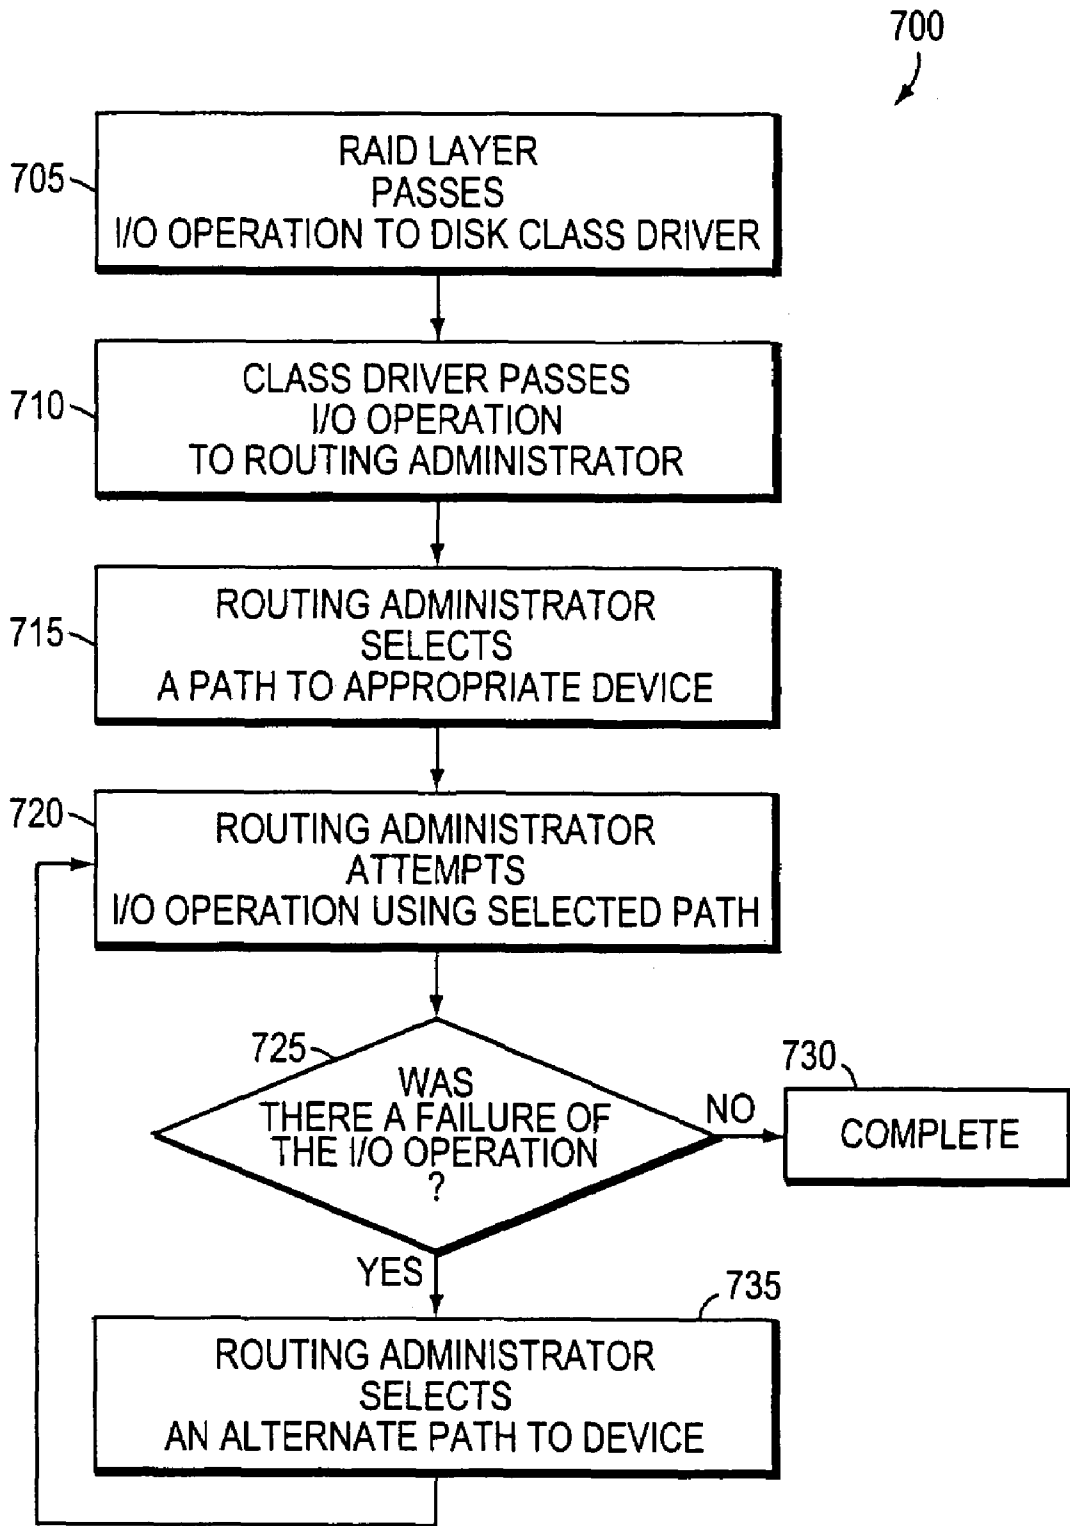 700
705
RAID LAYER
PASSES
I/O OPERATION TO DISK CLASS DRIVER
710
CLASS DRIVER PASSES
I/O OPERATION
TO ROUTING ADMINISTRATOR
715
ROUTING ADMINISTRATOR
SELECTS
A PATH TO APPROPRIATE DEVICE
720
ROUTING ADMINISTRATOR
ATTEMPTS
I/O OPERATION USING SELECTED PATH
725
WAS
THERE A FAILURE OF
THE I/O OPERATION
?
NO
730
COMPLETE
YES
735
ROUTING ADMINISTRATOR
SELECTS
AN ALTERNATE PATH TO DEVICE